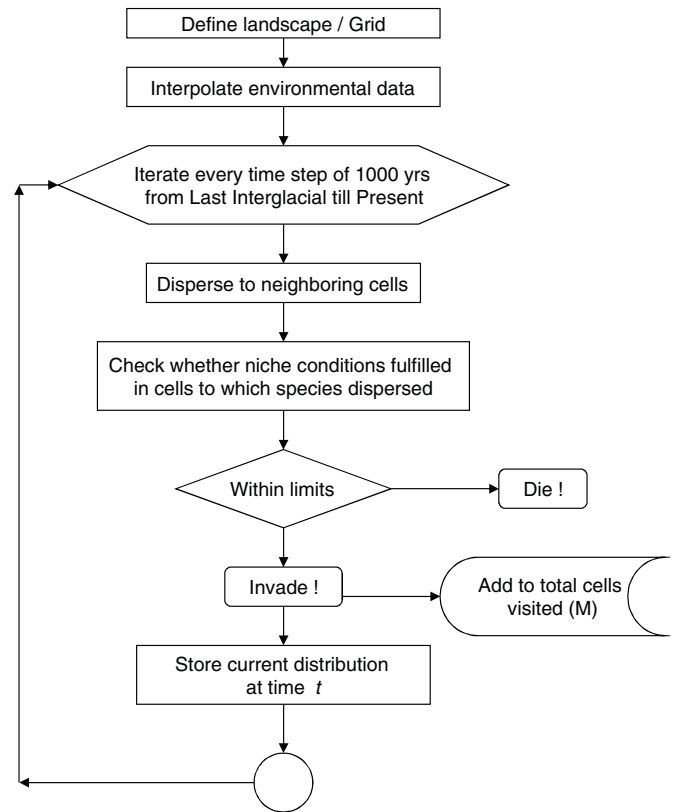 Define landscape / Grid
Interpolate environmental data
Iterate every time step of 1000 yrs
from Last Interglacial till Present
Disperse to neighboring cells
Check whether niche conditions fulfilled
in cells to which species dispersed
Within limits
Die !
Invade !
Add to total cells
visited (M)
Store current distribution
at time t